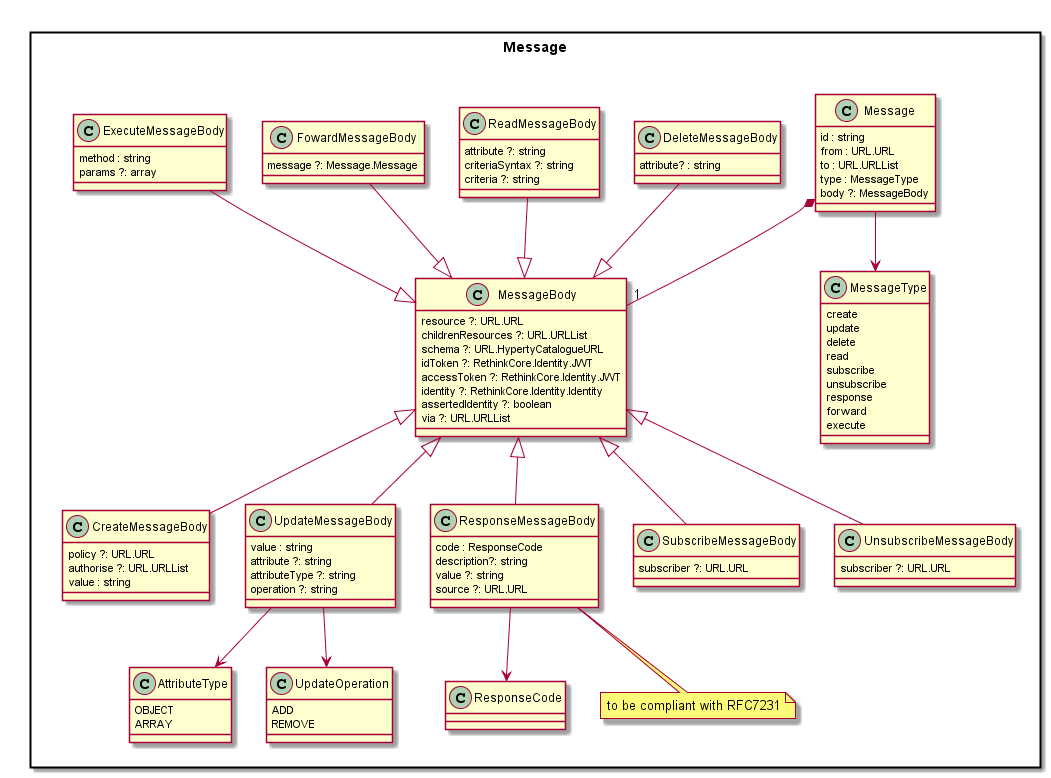 Message
C ExecuteMessageBody
method : string
params ?: array
C FowardMessageBody
message ?: Message.Message
C ReadMessageBody
attribute ?: string
criteriaSyntax ?: string
criteria ?: string
C DeleteMessageBody
attribute? : string
C Message
id : string
from : URL.URL
to : URL.URLList
type : MessageType
body ?: MessageBody
C MessageBody
resource ?: URL.URL
childrenResources ?: URL.URLList
schema ?: URL.HypertyCatalogueURL
idToken ?: RethinkCore.Identity.JWT
accessToken ?: RethinkCore.Identity.JWT
identity ?: RethinkCore.Identity.Identity
assertedIdentity ?: boolean
via ?: URL.URLList
1
C MessageType
create
update
delete
read
subscribe
unsubscribe
response
forward
execute
C CreateMessageBody
policy ?: URL.URL
authorise ?: URL.URLList
value : string
C UpdateMessageBody
value : string
attribute ?: string
attributeType ?: string
operation ?: string
C ResponseMessageBody
code : ResponseCode
description?: string
value ?: string
source ?: URL.URL
C SubscribeMessageBody
subscriber ?: URL.URL
C UnsubscribeMessageBody
subscriber ?: URL.URL
C AttributeType
OBJECT
ARRAY
C UpdateOperation
ADD
REMOVE
C ResponseCode
to be compliant with RFC7231